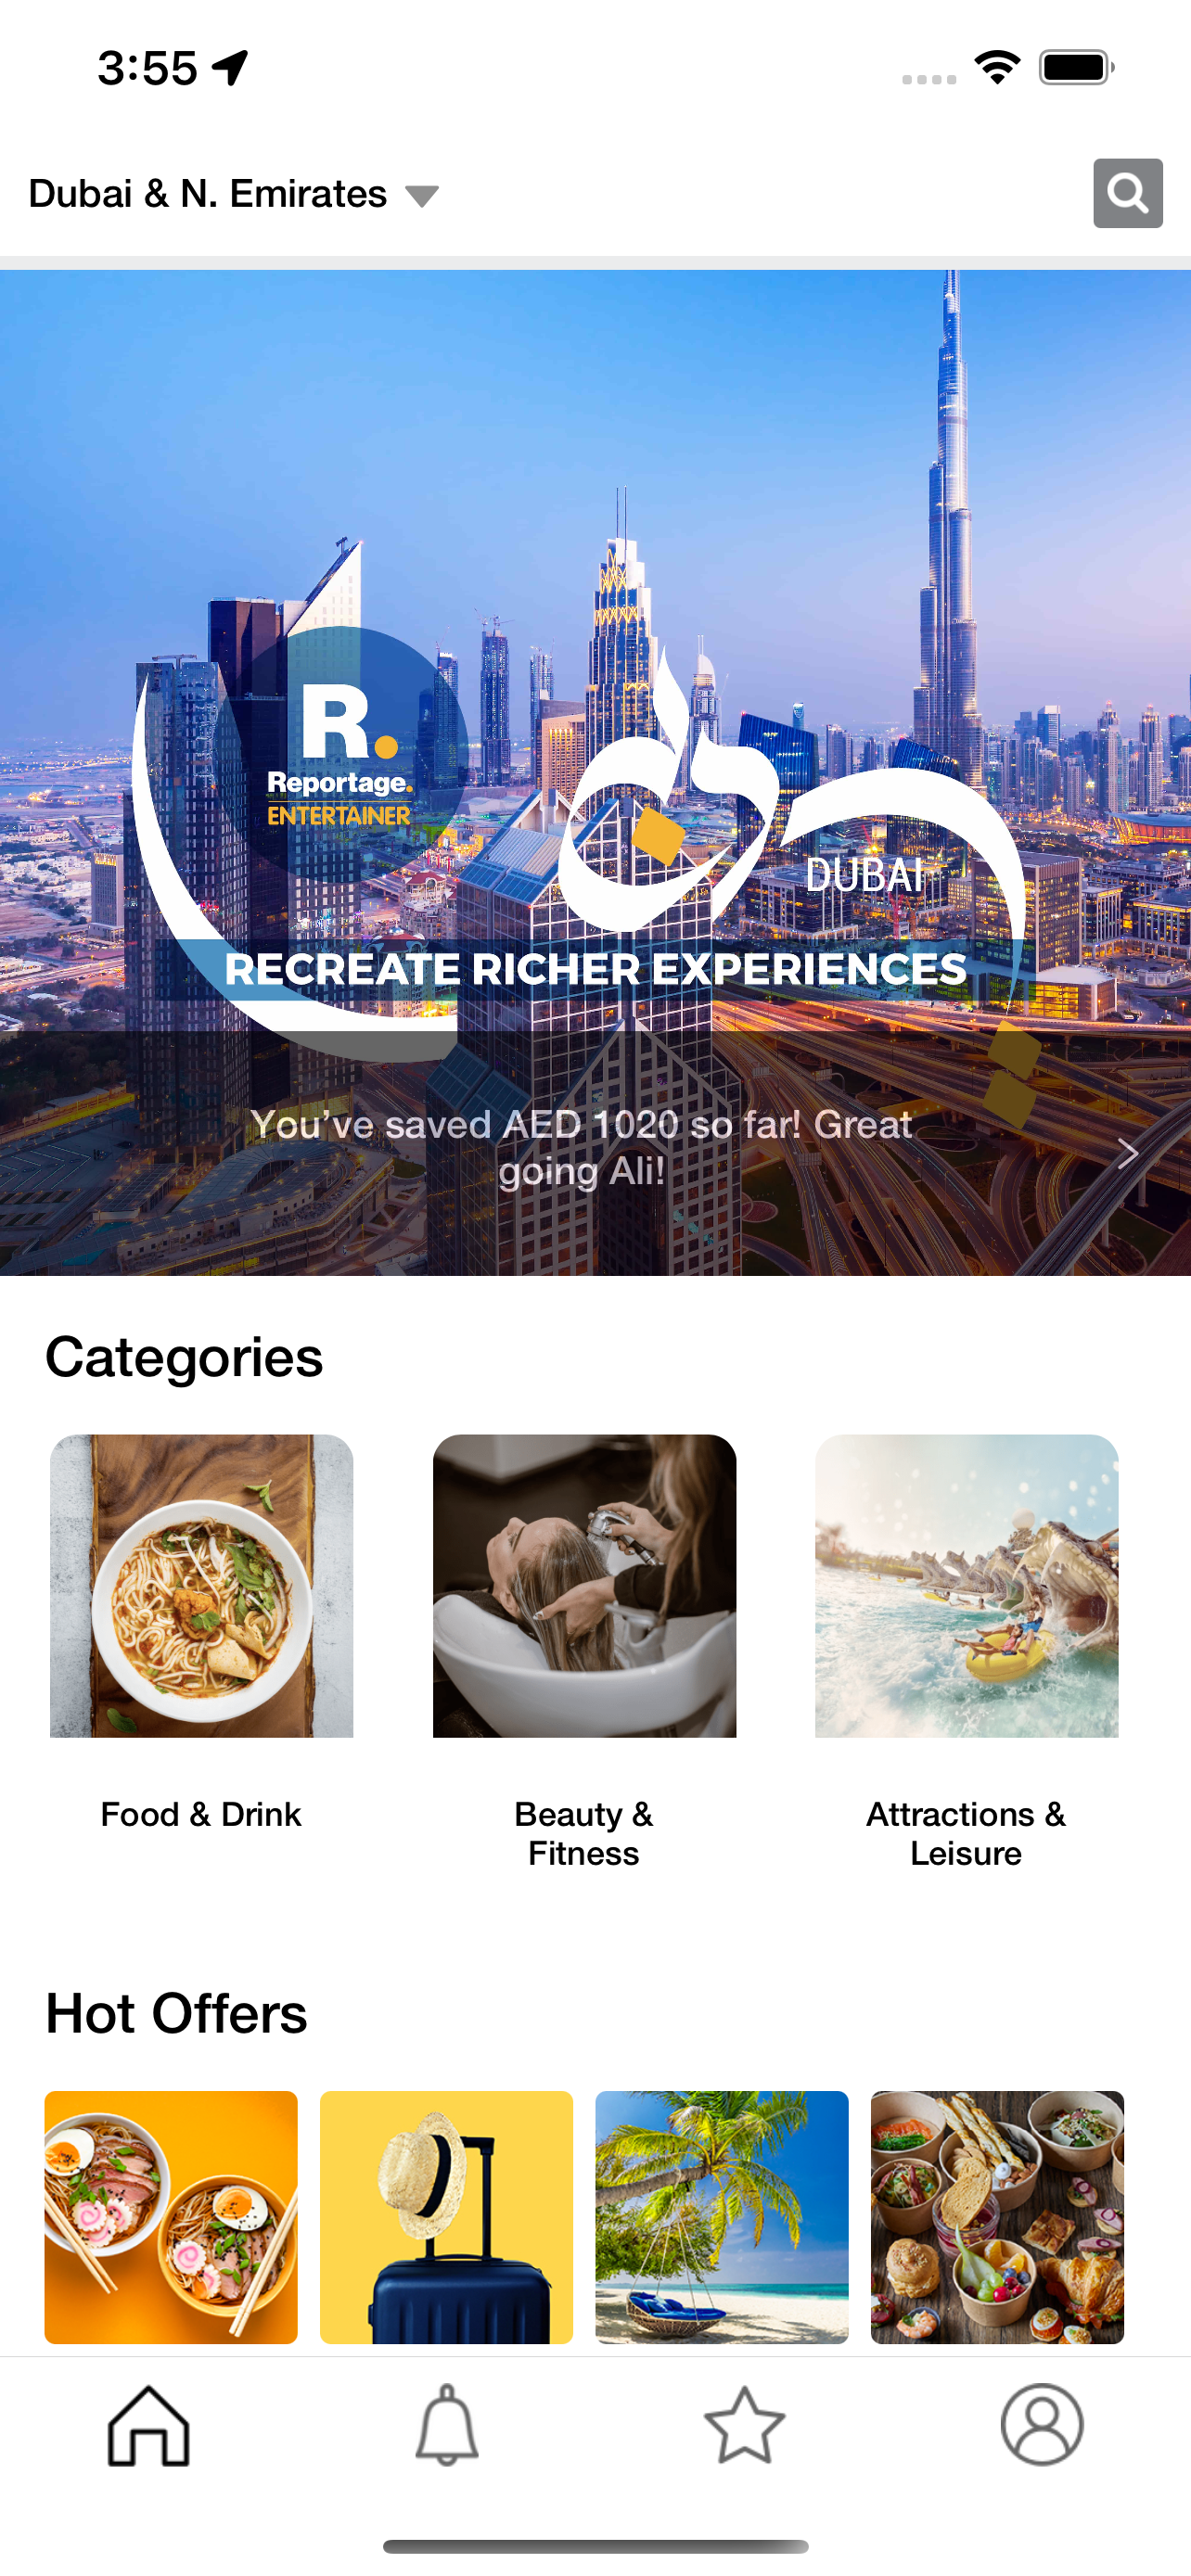 3:55
Dubai & N. Emirates
R.
Reportage.
ENTERTAINER
دبي
DUBAI
RECREATE RICHER EXPERIENCES
You’ve saved AED 1020 so far! Great
going Ali!
Categories
Food & Drink
Beauty &
Fitness
Attractions &
Leisure
Hot Offers